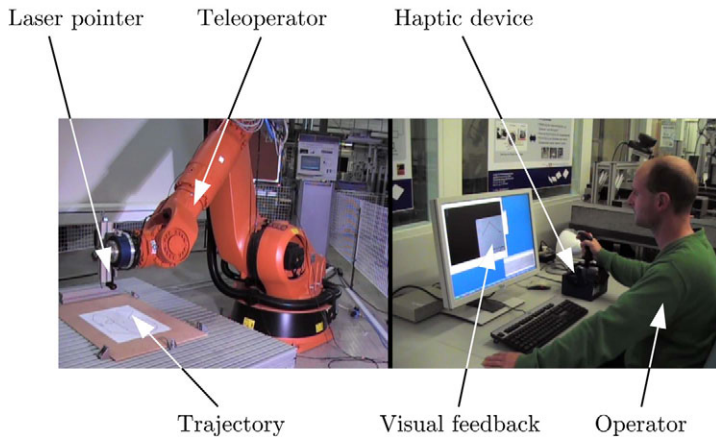 Laser pointer
Teleoperator
Haptic device
Trajectory
Visual feedback
Operator